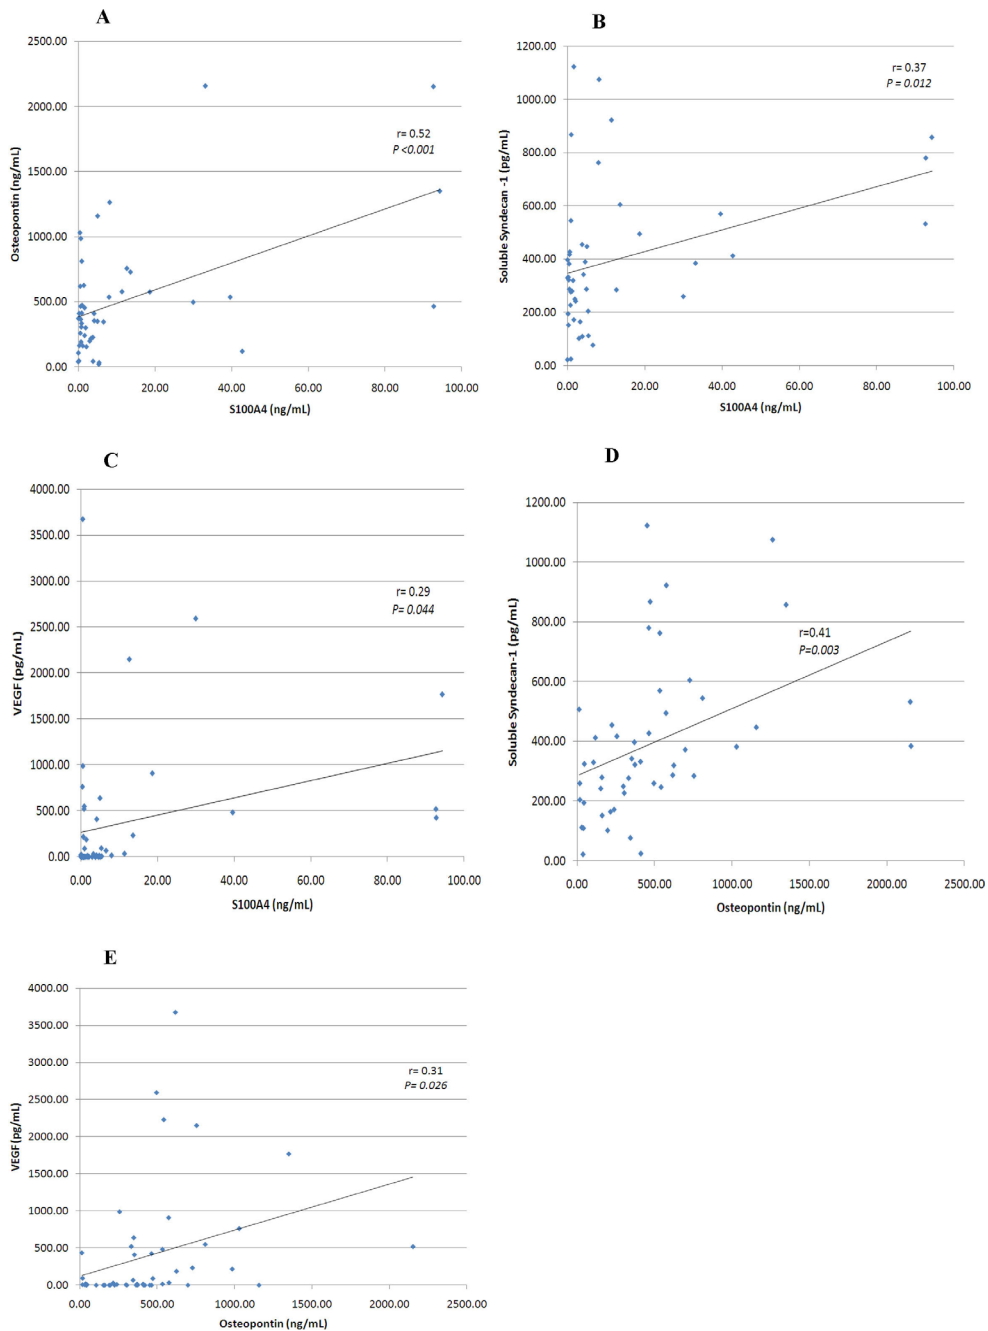 A
2500.00
2000.00
1500.00
1000.00
500.00
0.00
Osteopontin (ng/mL)
r= 0.52
P <0.001
0.00 20.00 40.00 60.00 80.00 100.00
S100A4 (ng/mL)
B
1200.00
1000.00
800.00
600.00
400.00
200.00
0.00
Soluble Syndecan -1 (pg/mL)
r= 0.37
P = 0.012
0.00 20.00 40.00 60.00 80.00 100.00
S100A4 (ng/mL)
C
4000.00
3500.00
3000.00
2500.00
2000.00
1500.00
1000.00
500.00
0.00
VEGF (pg/mL)
r= 0.29
P= 0.044
0.00 20.00 40.00 60.00 80.00 100.00
S100A4 (ng/mL)
D
1200.00
1000.00
800.00
600.00
400.00
200.00
0.00
Soluble Syndecan-1 (pg/mL)
r=0.41
P=0.003
0.00 500.00 1000.00 1500.00 2000.00 2500.00
Osteopontin (ng/mL)
E
4000.00
3500.00
3000.00
2500.00
2000.00
1500.00
1000.00
500.00
0.00
VEGF (pg/mL)
r= 0.31
P= 0.026
0.00 500.00 1000.00 1500.00 2000.00 2500.00
Osteopontin (ng/mL)